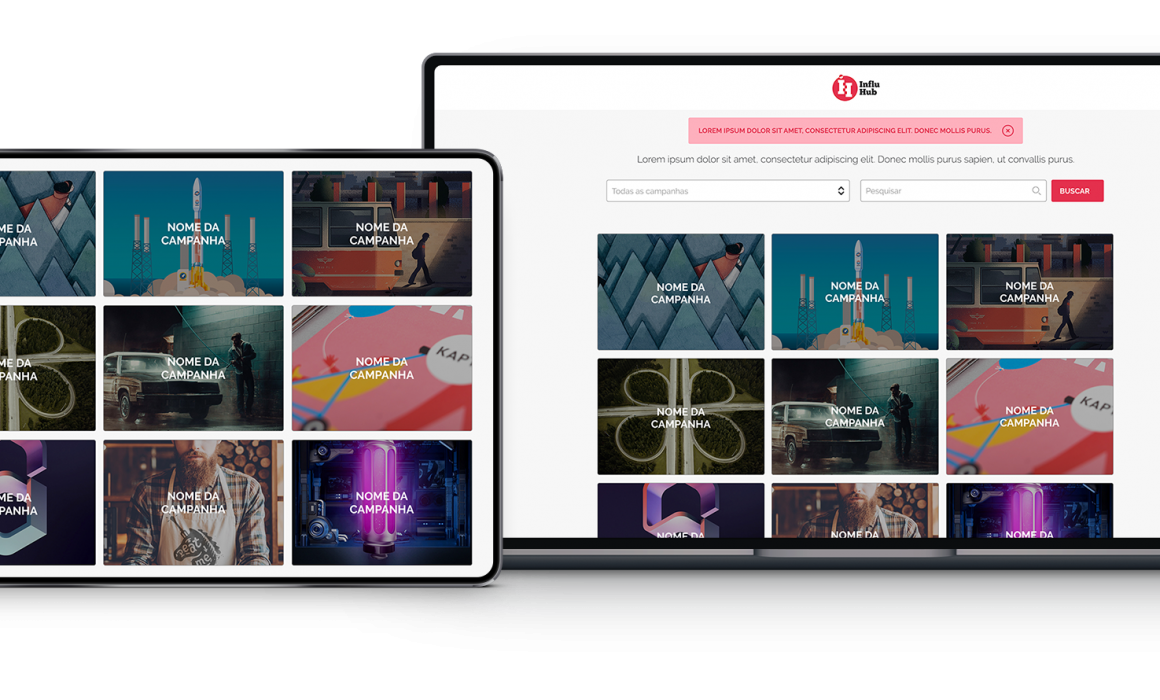 Influ
Hub
LOREM IPSUM DOLOR SIT AMET, CONSECTETUR ADIPISCING ELIT. DONEC MOLLIS PURUS.
Lorem ipsum dolor sit amet, consectetur adipiscing elit. Donec mollis purus sapien, ut convallis purus.
Todas as campanhas
Pesquisar
BUSCAR
NOME DA
CAMPANHA
NOME DA
CAMPANHA
NOME DA
CAMPANHA
NOME DA
CAMPANHA
NOME DA
CAMPANHA
NOME DA
CAMPANHA
KAP
NOME DA
NOME DA
NOME DA
ME DA
PANHA
NOME DA
CAMPANHA
NOME DA
CAMPANHA
ME DA
PANHA
NOME DA
CAMPANHA
NOME DA
CAMPANHA
KAP
ME DA
PANHA
NOME DA
CAMPANHA
eat
me
NOME DA
CAMPANHA